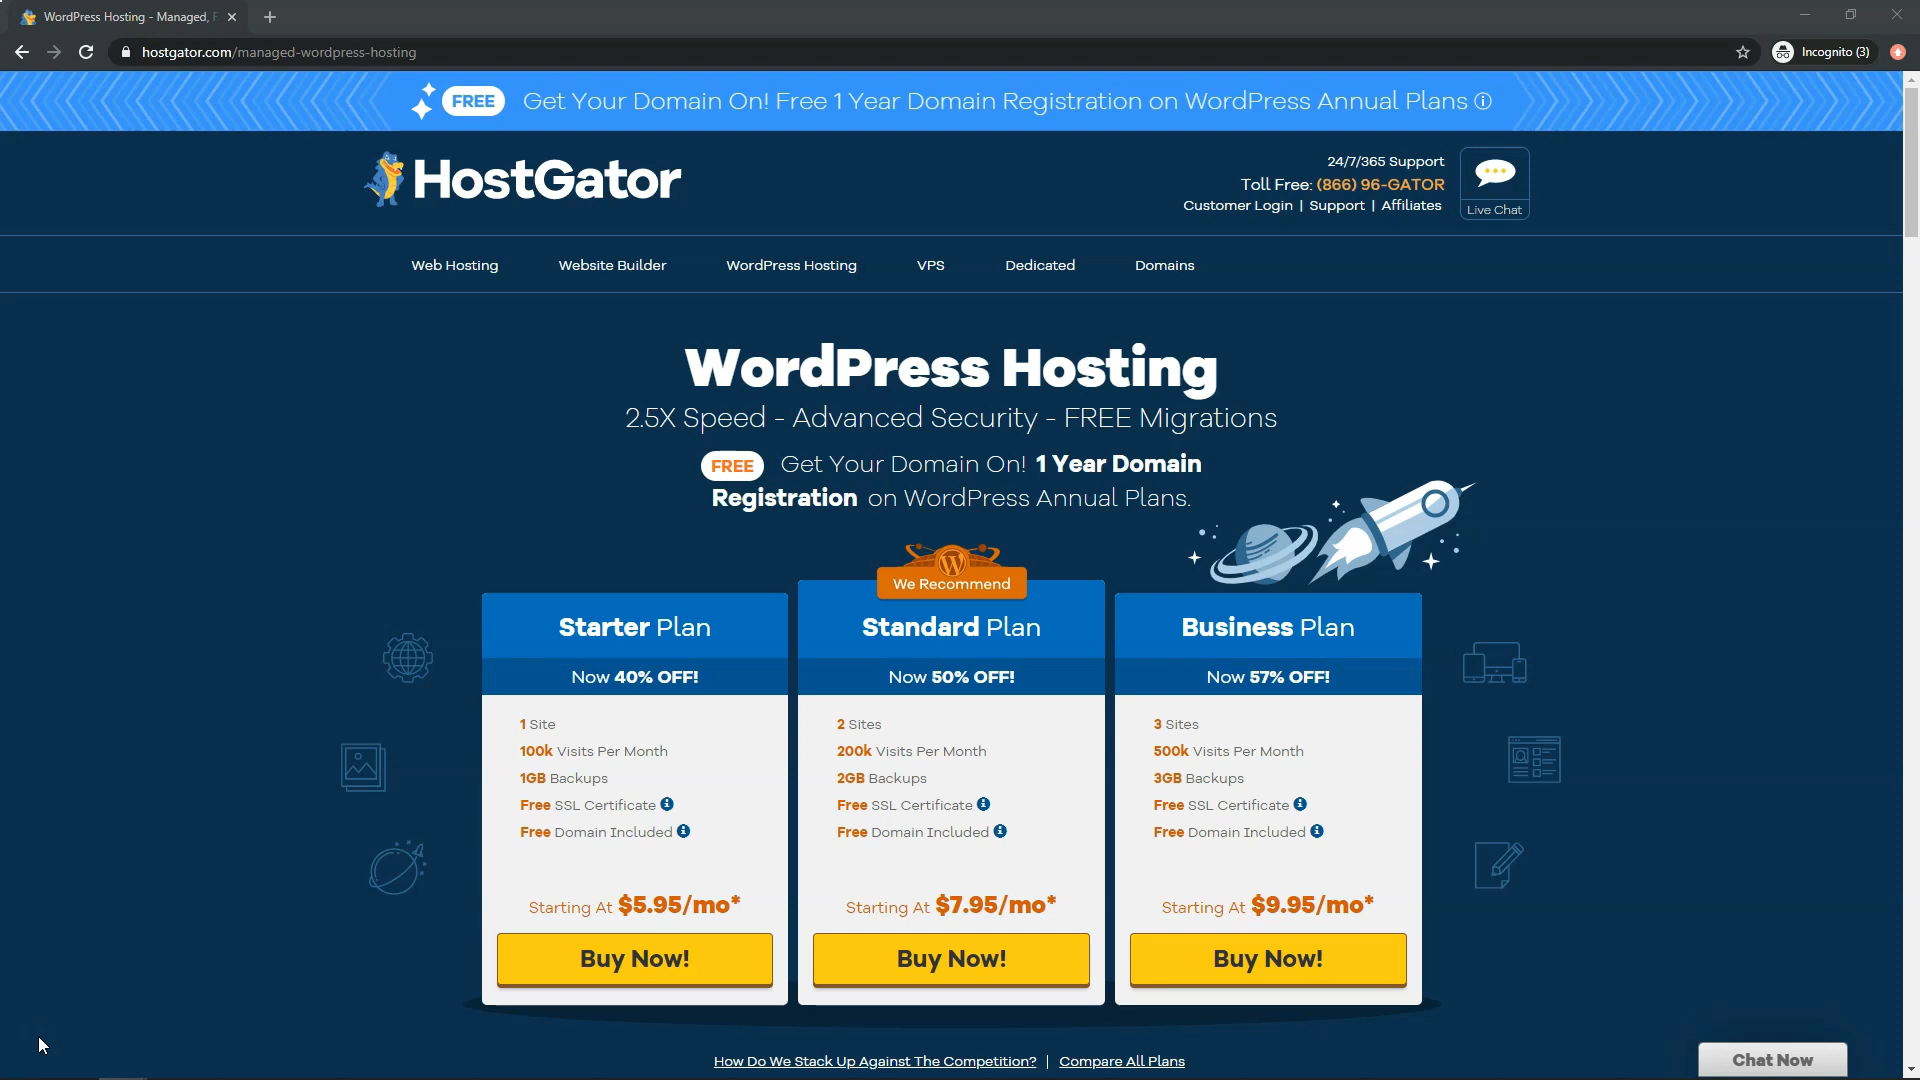 WordPress Hosting - Managed, F
hostgator.com/managed-wordpress-hosting
Incognito (3)
FREE Get Your Domain On! Free 1 Year Domain Registration on WordPress Annual Plans
HostGator
24/7/365 Support
Toll Free: (866) 96-GATOR
Customer Login | Support | Affiliates
Live Chat
Web Hosting Website Builder WordPress Hosting VPS Dedicated Domains
WordPress Hosting
2.5X Speed - Advanced Security - FREE Migrations
FREE Get Your Domain On! 1 Year Domain
Registration on WordPress Annual Plans.
We Recommend
Starter Plan
Now 40% OFF!
1 Site
100k Visits Per Month
1GB Backups
Free SSL Certificate
Free Domain Included
Starting At $5.95/mo*
Buy Now!
Standard Plan
Now 50% OFF!
2 Sites
200k Visits Per Month
2GB Backups
Free SSL Certificate
Free Domain Included
Starting At $7.95/mo*
Buy Now!
Business Plan
Now 57% OFF!
3 Sites
500k Visits Per Month
3GB Backups
Free SSL Certificate
Free Domain Included
Starting At $9.95/mo*
Buy Now!
How Do We Stack Up Against The Competition? | Compare All Plans
Chat Now